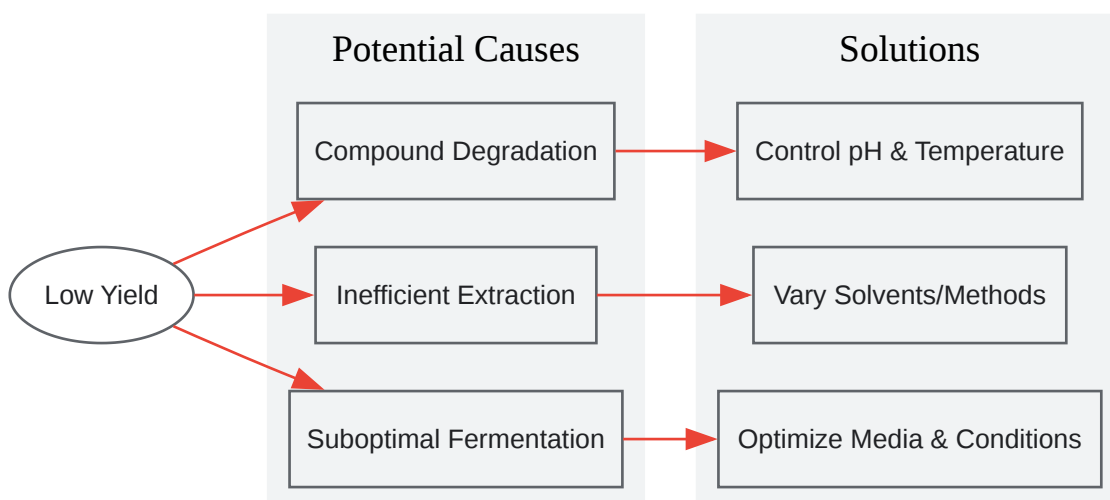 Potential Causes
Solutions
Compound Degradation
Control pH & Temperature
Low Yield
Inefficient Extraction
Vary Solvents/Methods
Suboptimal Fermentation
Optimize Media & Conditions